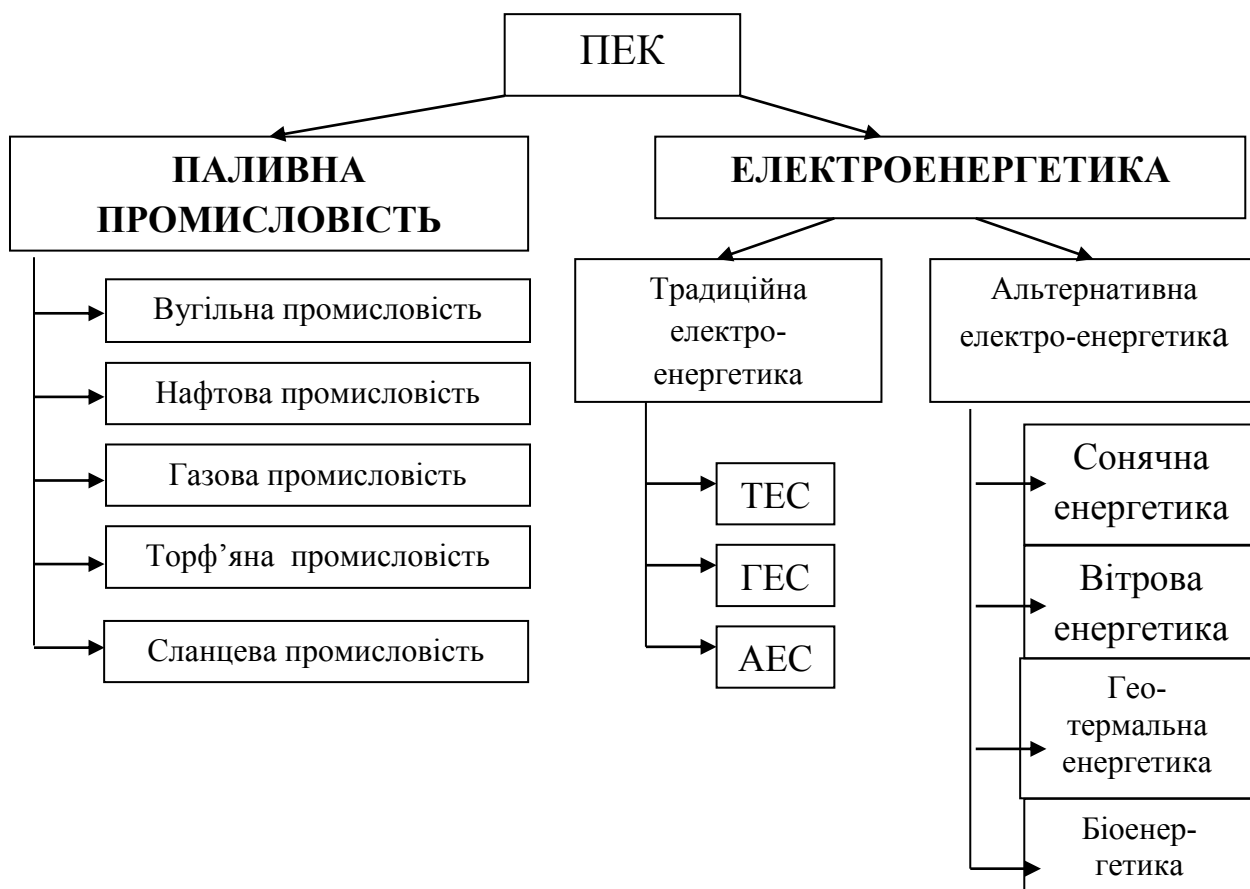 ПЕК
ПАЛИВНА
ПРОМИСЛОВІСТЬ
Вугільна промисловість
Нафтова промисловість
Газова промисловість
Торф’яна промисловість
Сланцева промисловість
ЕЛЕКТРОЕНЕРГЕТИКА
Традиційна
електро-
енергетика
ТЕС
ГЕС
АЕС
Альтернативна
електро-енергетика
Сонячна
енергетика
Вітрова
енергетика
Гео-
термальна
енергетика
Біоенер-
гетика